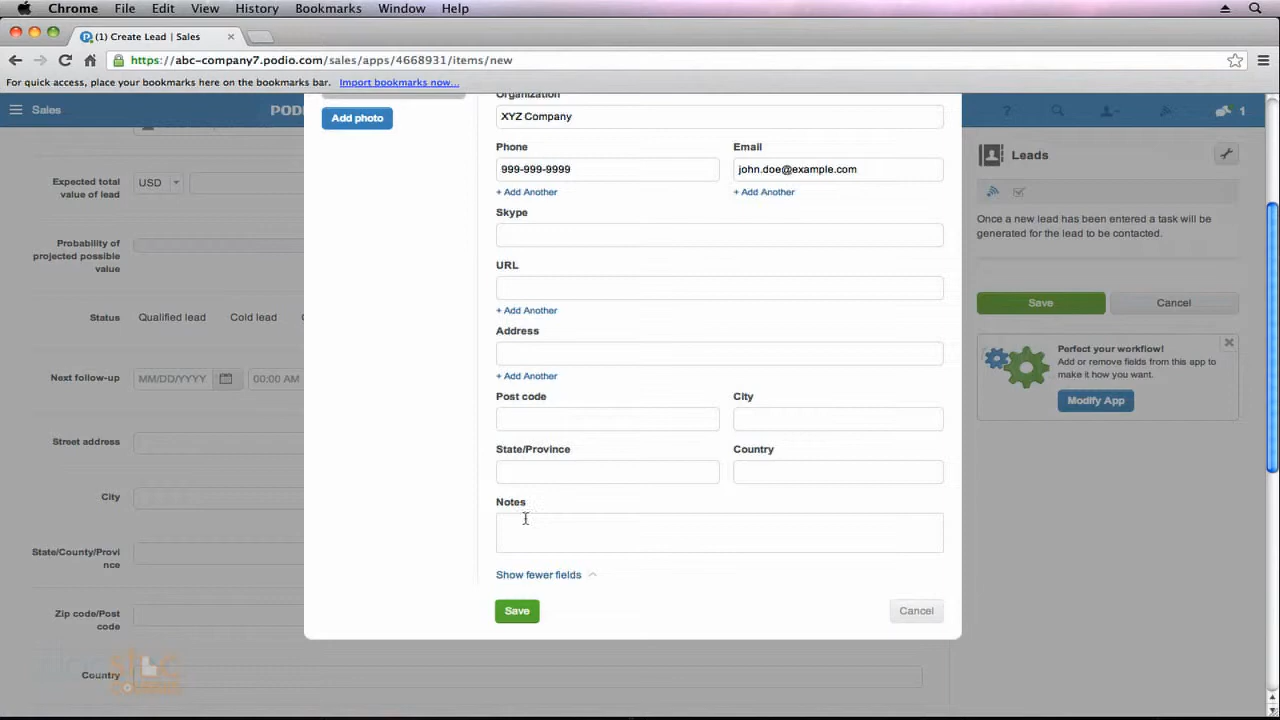 Chrome File Edit View History Bookmarks Window Help
(1) Create Lead | Sales
https://abc-company7.podio.com/sales/apps/4668931/items/new
For quick access, place your bookmarks here on the bookmarks bar. Import bookmarks now...
Sales
1
Organization
XYZ Company
Add photo
Phone
999-999-9999
+ Add Another
Email
john.doe@example.com
+ Add Another
Skype
URL
+ Add Another
Address
+ Add Another
Post code
City
State/Province
Country
Notes
Show fewer fields
Save
Cancel
Expected total
value of lead
USD
Probability of
projected possible
value
Status
Qualified lead
Cold lead
Next follow-up
MM/DD/YYYY
00:00 AM
Street address
City
State/County/Provi
nce
Zip code/Post
code
Country
Leads
Once a new lead has been entered a task will be
generated for the lead to be contacted.
Save
Cancel
Perfect your workflow!
Add or remove fields from this app to
make it how you want.
Modify App